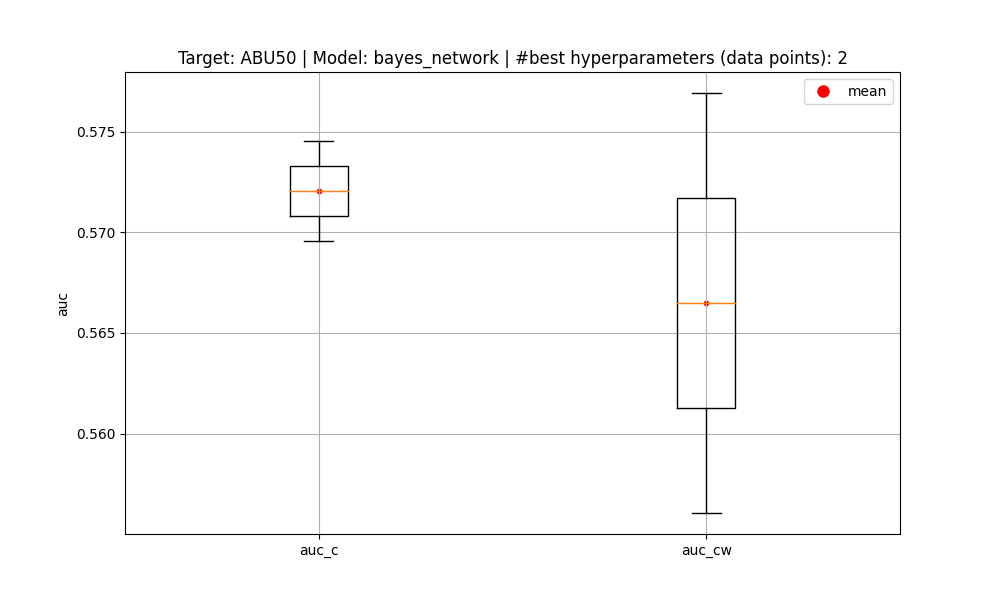 Target: ABU50 | Model: bayes_network | #best hyperparameters (data points): 2
mean
0.575
0.570
0.565
0.560
auc
auc_c
auc_cw